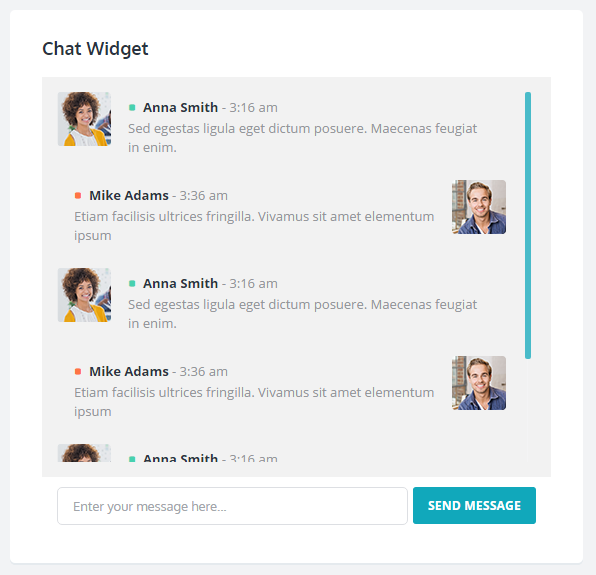 Chat Widget
Anna Smith - 3:16 am
Sed egestas ligula eget dictum posuere. Maecenas feugiat
in enim.
Mike Adams - 3:36 am
Etiam facilisis ultrices fringilla. Vivamus sit amet elementum
ipsum
Anna Smith - 3:16 am
Sed egestas ligula eget dictum posuere. Maecenas feugiat
in enim.
Mike Adams - 3:36 am
Etiam facilisis ultrices fringilla. Vivamus sit amet elementum
ipsum
Anna Smith - 3:16 am
Enter your message here...
SEND MESSAGE